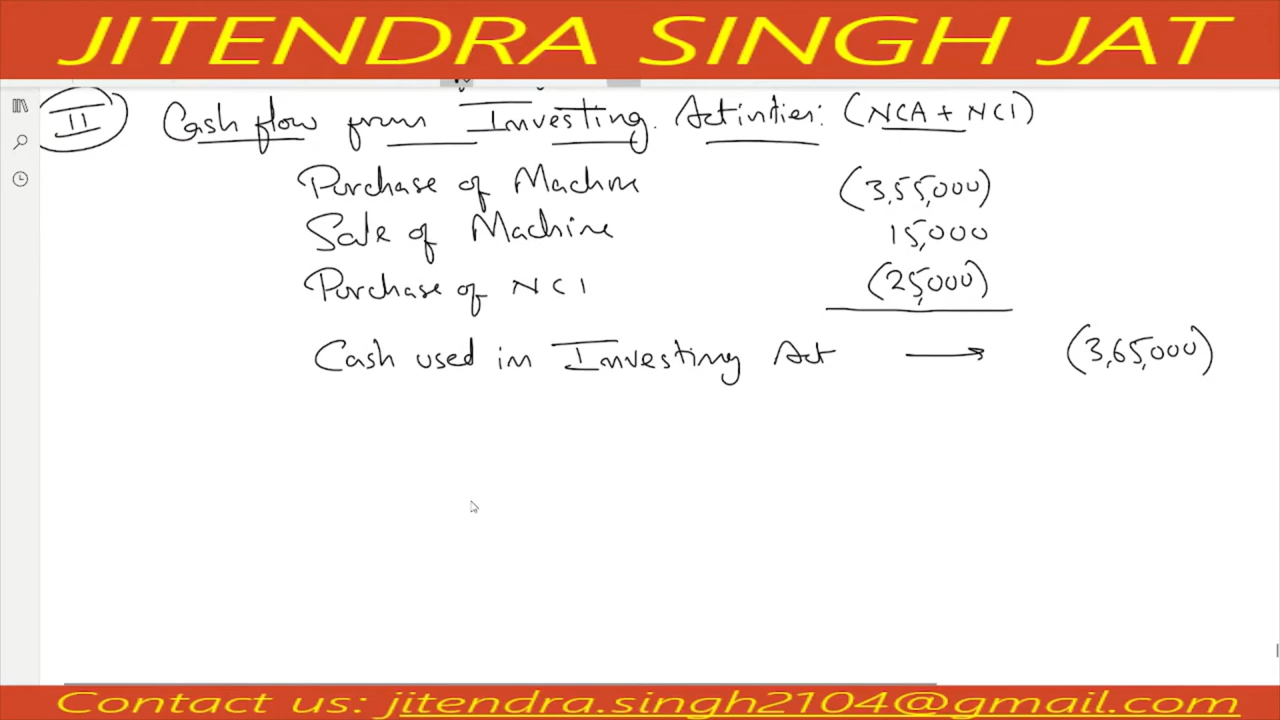 JITENDRA SINGH JAT
II Cash flow from Investing Activities: (NCA + NCI)
Purchase of Machine (3,55,000)
Sale of Machine 15,000
Purchase of NCI (25,000)
Cash used in Investing Act → (3,65,000)
Contact us: jitendra.singh2104@gmail.com